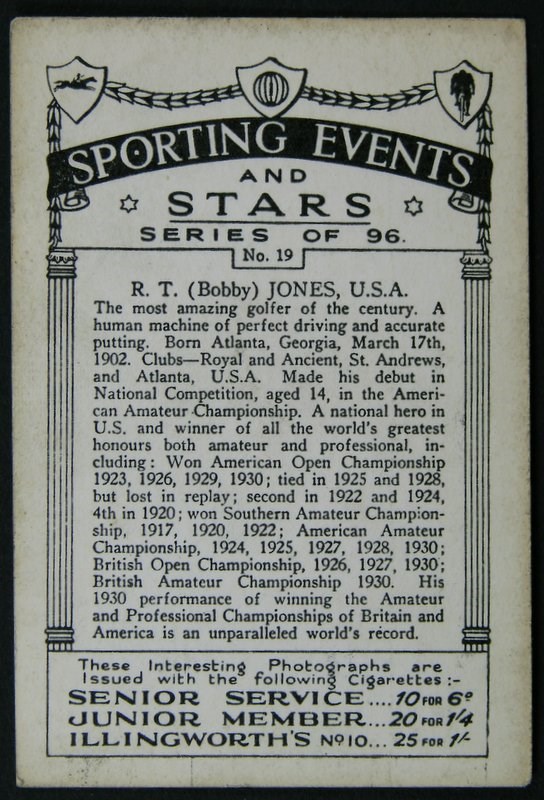 SPORTING EVENTS
AND
STARS
SERIES OF 96.
No. 19
R. T. (Bobby) JONES, U.S.A.
The most amazing golfer of the century. A
human machine of perfect driving and accurate
putting. Born Atlanta, Georgia, March 17th,
1902. Clubs—Royal and Ancient, St. Andrews,
and Atlanta, U.S.A. Made his debut in
National Competition, aged 14, in the Ameri-
can Amateur Championship. A national hero in
U.S. and winner of all the world's greatest
honours both amateur and professional, in-
cluding: Won American Open Championship
1923, 1926, 1929, 1930; tied in 1925 and 1928,
but lost in replay; second in 1922 and 1924,
4th in 1920; won Southern Amateur Champion-
ship, 1917, 1920, 1922; American Amateur
Championship, 1924, 1925, 1927, 1928, 1930;
British Open Championship, 1926, 1927, 1930;
British Amateur Championship 1930. His
1930 performance of winning the Amateur
and Professional Championships of Britain and
America is an unparalleled world's record.
These Interesting Photographs are
Issued with the following Cigarettes :-
SENIOR SERVICE .... 10 FOR 6D
JUNIOR MEMBER... 20 FOR 1/4
ILLINGWORTH'S No 10... 25 FOR 1/-